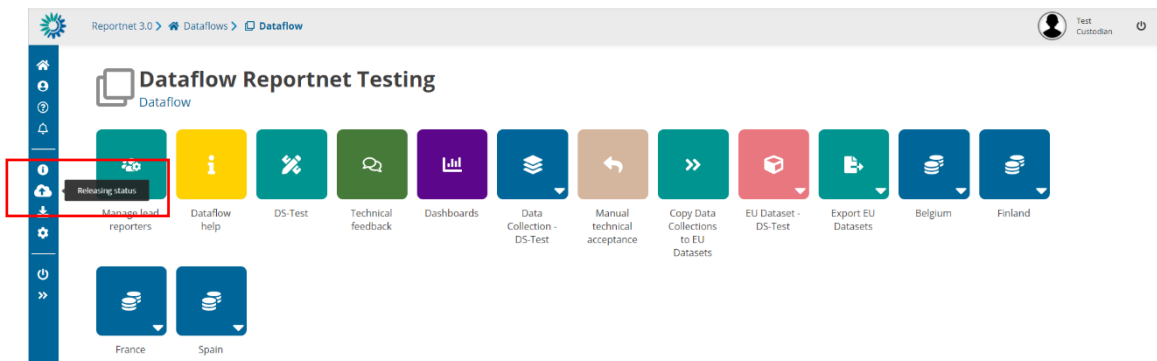 Reportnet 3.0 Dataflows Dataflow
Test
Custodian
Dataflow Reportnet Testing
Dataflow
Releasing status
Manage lead
reporters
Dataflow
help
DS-Test
Technical
feedback
Dashboards
Data
Collection -
DS-Test
Manual
technical
acceptance
Copy Data
Collections
to EU
Datasets
EU Dataset -
DS-Test
Export EU
Datasets
Belgium
Finland
France
Spain